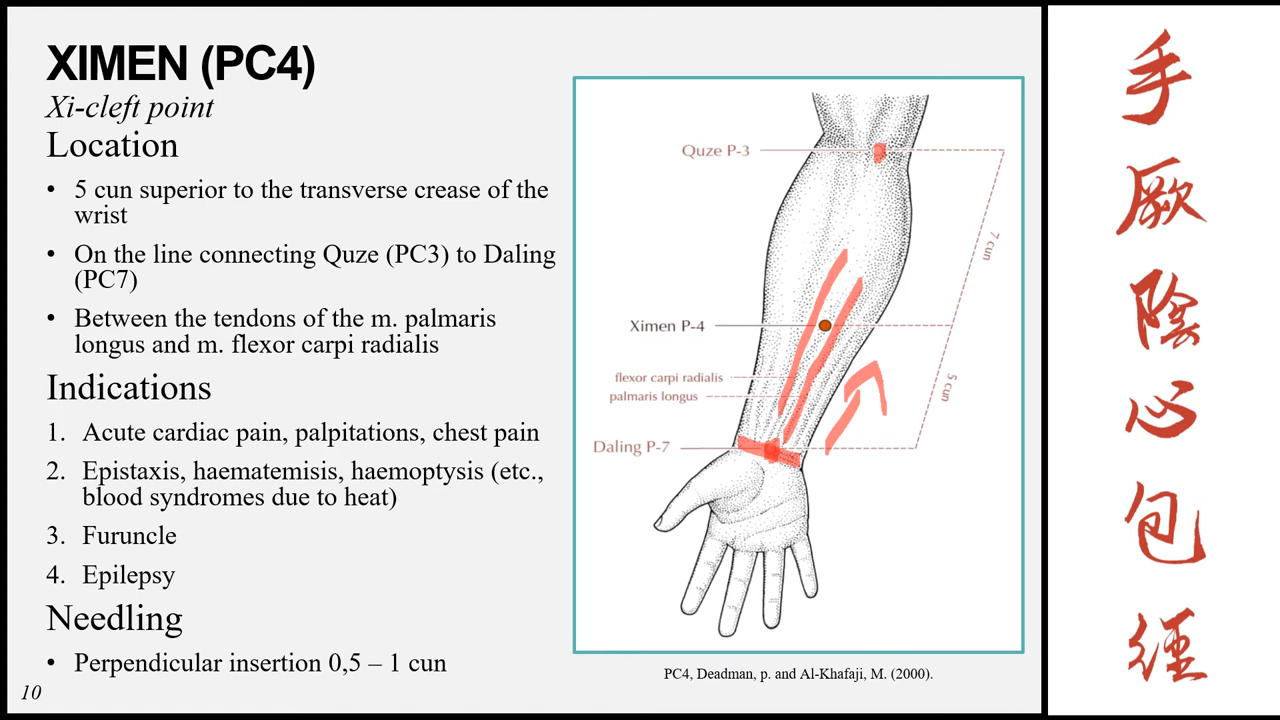 XIMEN (PC4)
Xi-cleft point
Location
• 5 cun superior to the transverse crease of the
wrist
• On the line connecting Quze (PC3) to Daling
(PC7)
• Between the tendons of the m. palmaris
longus and m. flexor carpi radialis
Indications
1. Acute cardiac pain, palpitations, chest pain
2. Epistaxis, haematemisis, haemoptysis (etc.,
blood syndromes due to heat)
3. Furuncle
4. Epilepsy
Needling
• Perpendicular insertion 0,5 – 1 cun
10
Quze P-3
7 cun
Ximen P-4
flexor carpi radialis
palmaris longus
5 cun
Daling P-7
PC4, Deadman, p. and Al-Khafaji, M. (2000).
手
厥
陰
心
包
經